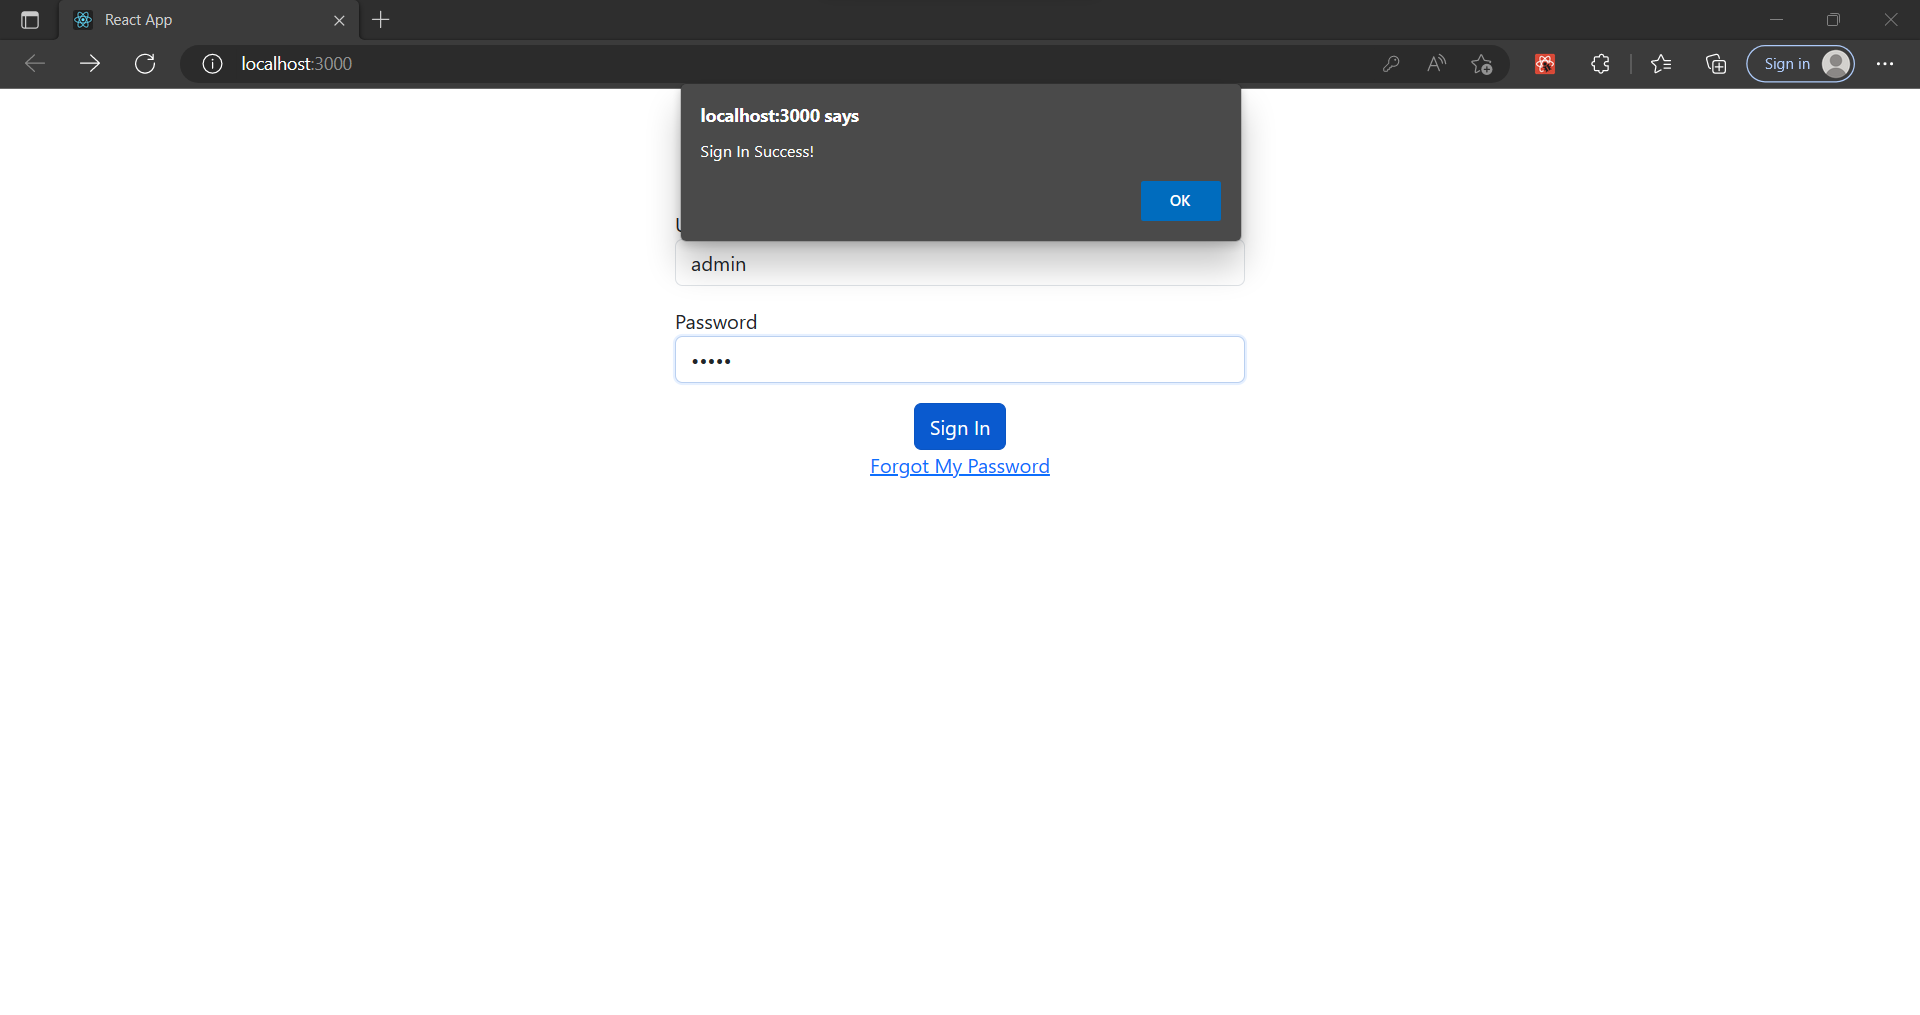 React App
localhost:3000
Sign in
localhost:3000 says
Sign In Success!
OK
admin
Password
•••••
Sign In
Forgot My Password